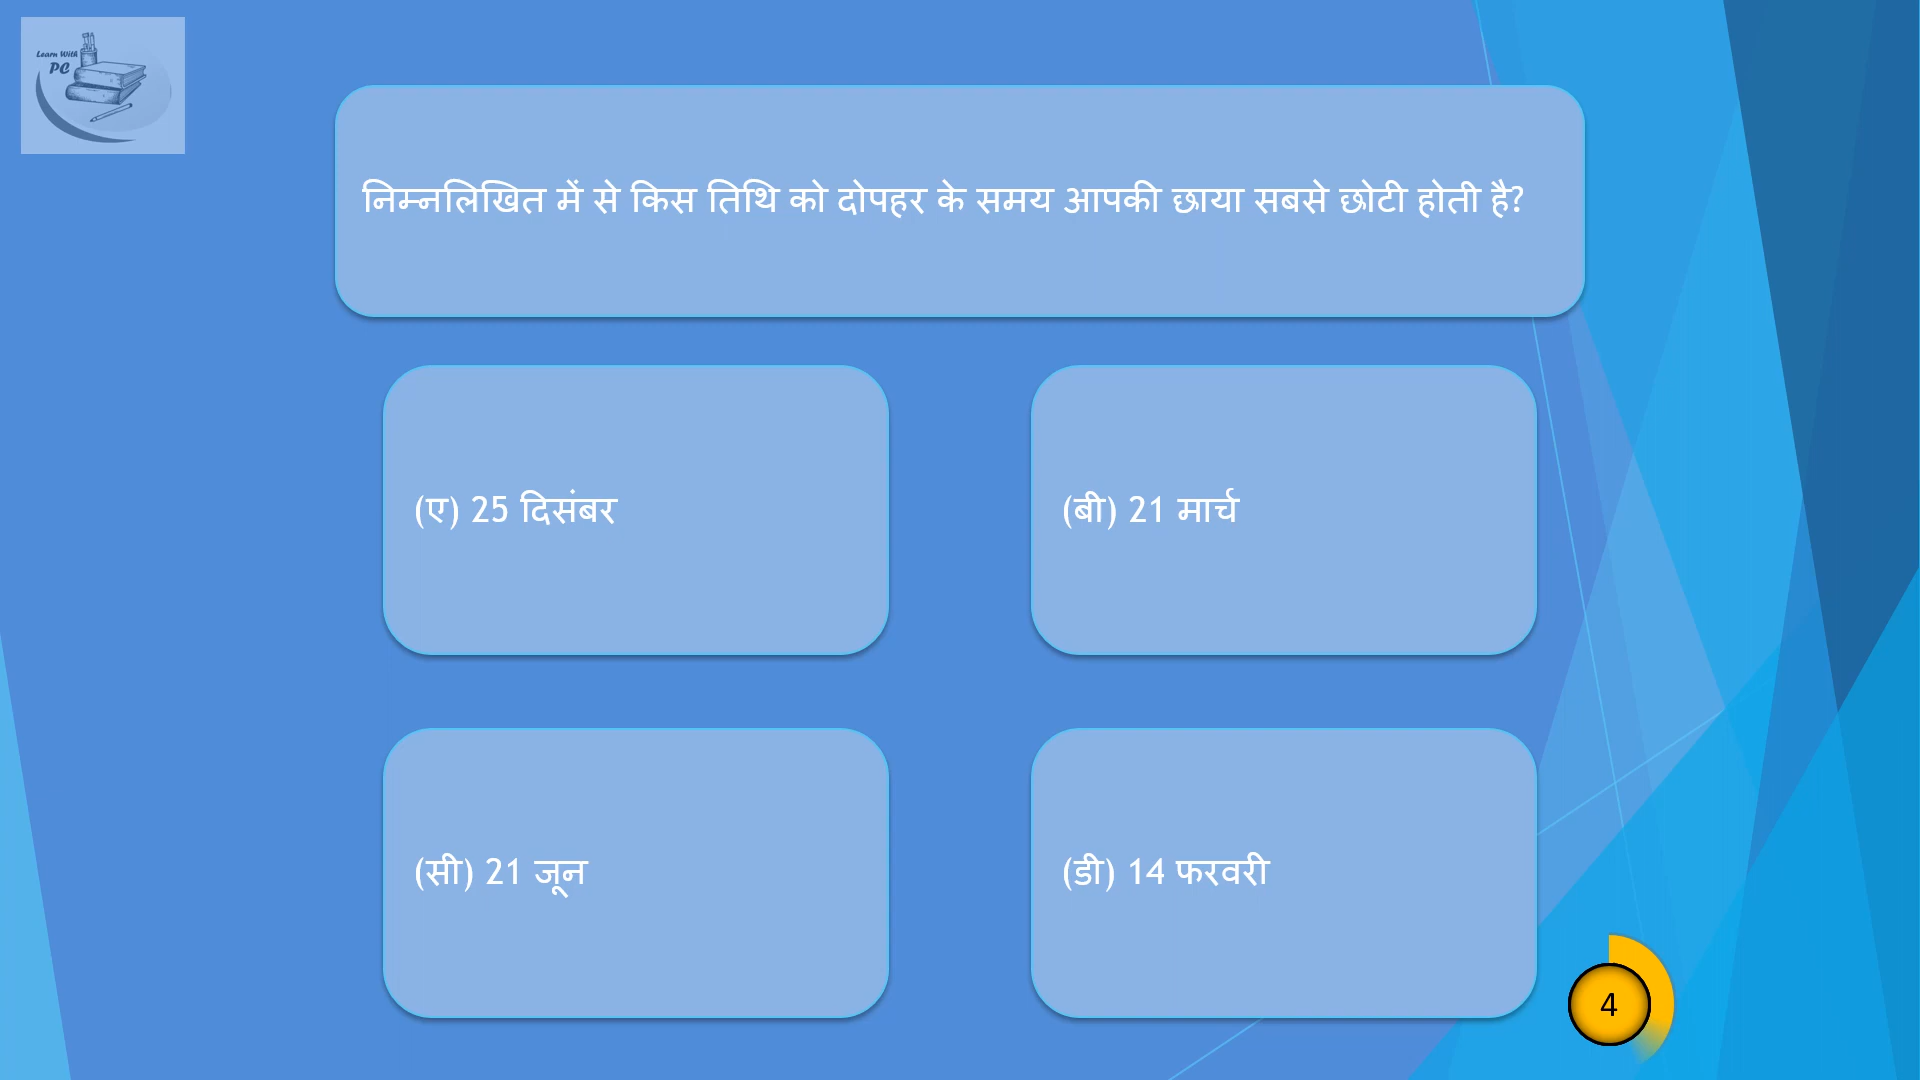 Learn With
PC
निम्नलिखित में से किस तिथि को दोपहर के समय आपकी छाया सबसे छोटी होती है?
(ए) 25 दिसंबर
(बी) 21 मार्च
(सी) 21 जून
(डी) 14 फरवरी
4